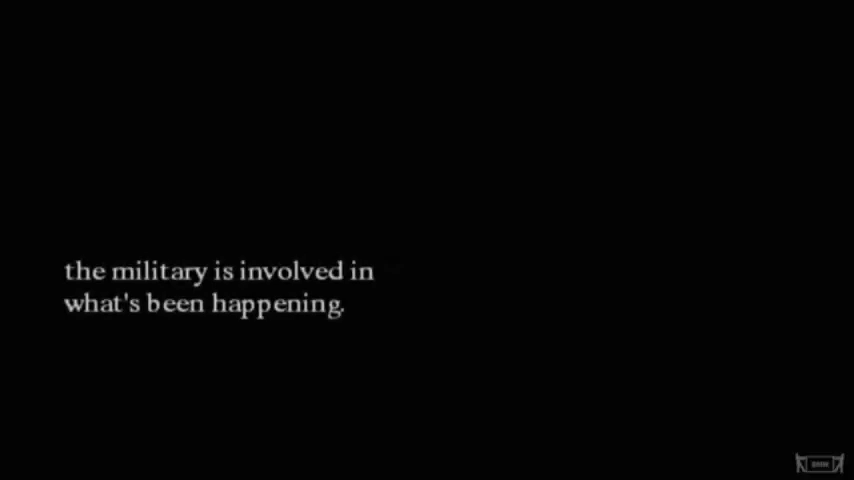 the military is involved in
what's been happening.